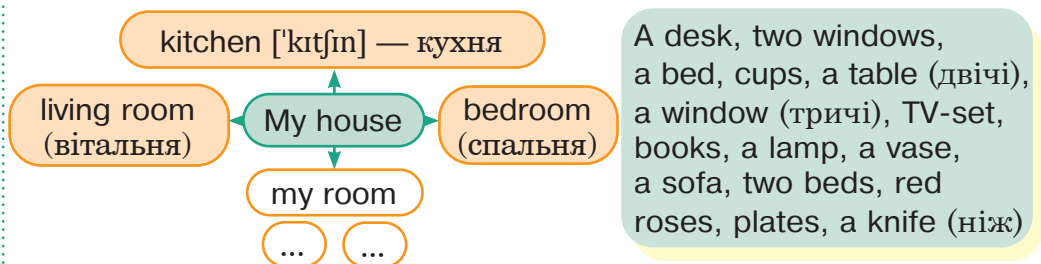 kitchen [ˈkɪtʃɪn] — кухня
living room
(вітальня)
My house
bedroom
(спальня)
my room
...
...
A desk, two windows,
a bed, cups, a table (двічі),
a window (тричі), TV-set,
books, a lamp, a vase,
a sofa, two beds, red
roses, plates, a knife (ніж)